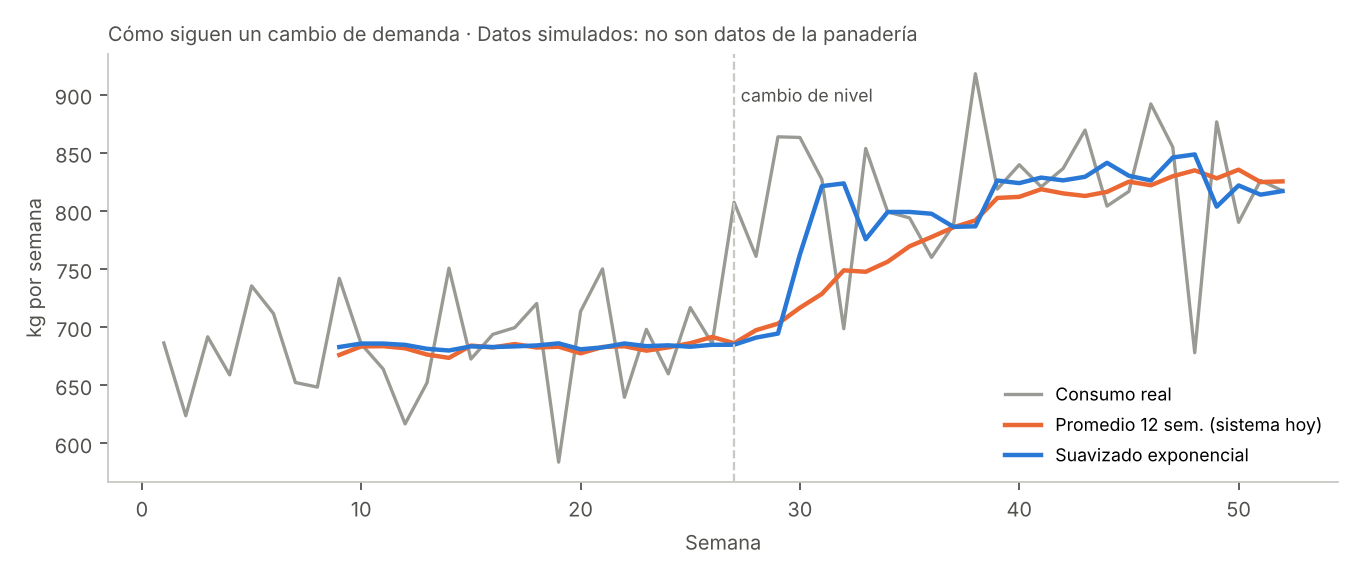 Cómo siguen un cambio de demanda · Datos simulados: no son datos de la panadería
kg por semana
900
850
800
750
700
650
600
cambio de nivel
Consumo real
Promedio 12 sem. (sistema hoy)
Suavizado exponencial
0
10
20
30
40
50
Semana